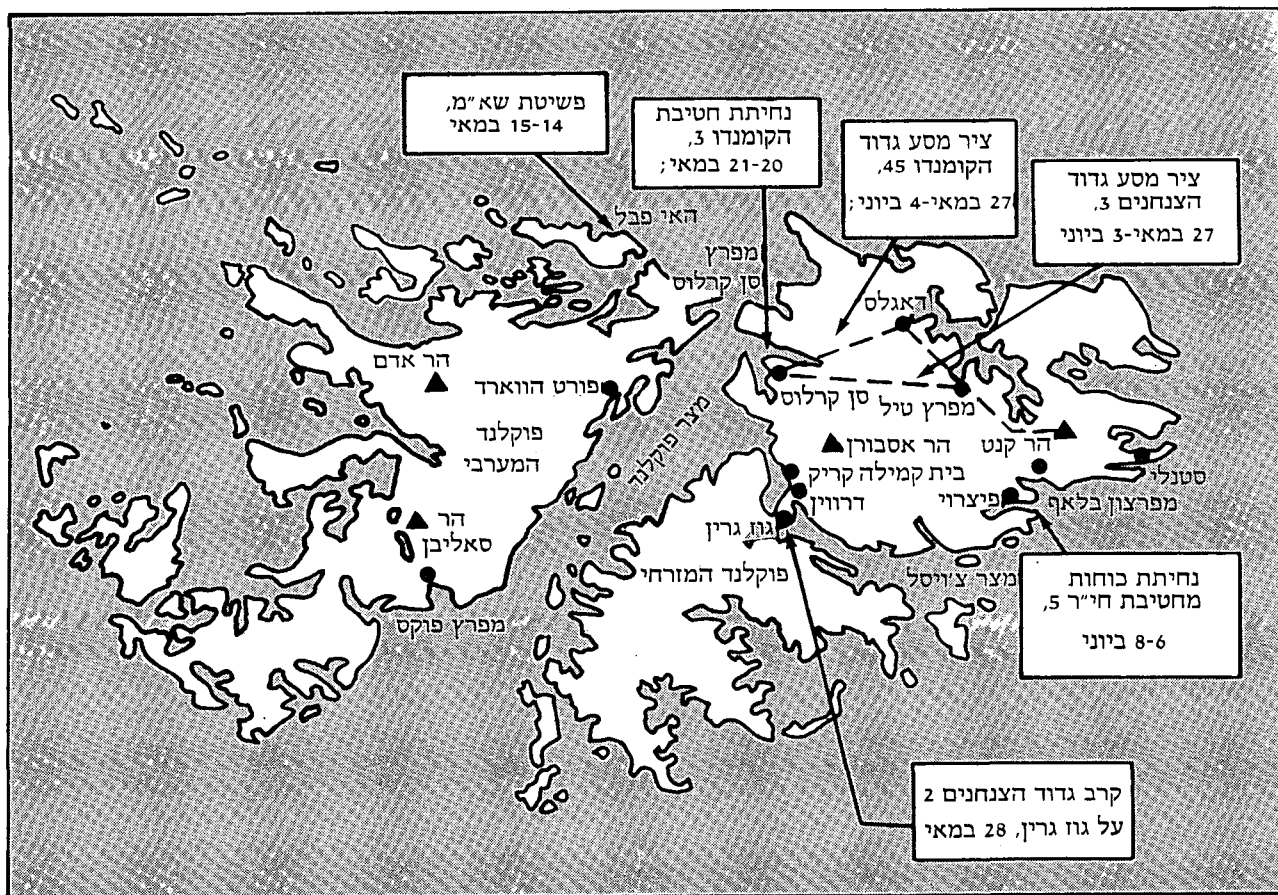 פשיטת שא״מ,
15-14 במאי
נחיתת חטיבת
הקומנדו 3,
21-20 במאי;
ציר מסע גדוד
הקומנדו 45,
27 במאי-4 ביוני;
ציר מסע גדוד
הצנחנים 3,
27 במאי-3 ביוני
האי פבל
מפרץ
סן קרלוס
דאגלס
הר אדם
פורט הווארד
סן קרלוס
מפרץ טיל
פוקלנד
המערבי
מצר פוקלנד
הר אסבורן
הר קנט
סטנלי
בית קמילה קריק
מפרצון בלאף
פיצרוי
דרווין
הר
סאליבן
גוז גרין
פוקלנד המזרחי
מצר צ׳ויסל
מפרץ פוקס
נחיתת כוחות
מחטיבת חי״ר 5,
8-6 ביוני
קרב גדוד הצנחנים 2
על גוז גרין, 28 במאי